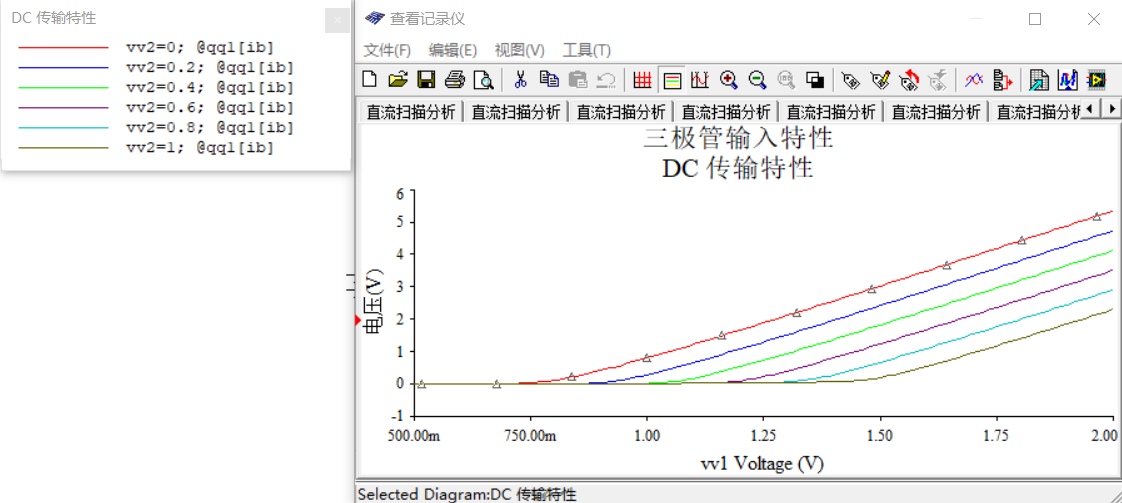 DC 传输特性
vv2=0; @qq1[ib]
vv2=0.2; @qq1[ib]
vv2=0.4; @qq1[ib]
vv2=0.6; @qq1[ib]
vv2=0.8; @qq1[ib]
vv2=1; @qq1[ib]
查看记录仪
文件(F) 编辑(E) 视图(V) 工具(T)
直流扫描分析 直流扫描分析 直流扫描分析 直流扫描分析 直流扫描分析 直流扫描分析 直流扫描分
三极管输入特性
DC 传输特性
电压(V)
6
5
4
3
2
1
0
-1
500.00m 750.00m 1.00 1.25 1.50 1.75 2.00
vv1 Voltage (V)
Selected Diagram:DC 传输特性